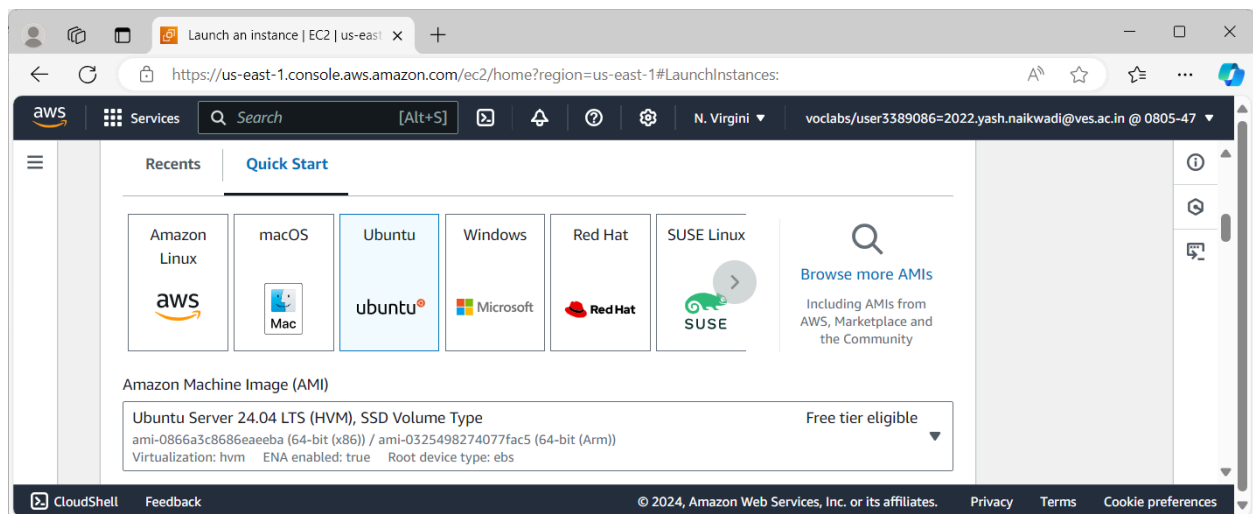 Launch an instance | EC2 | us-east
https://us-east-1.console.aws.amazon.com/ec2/home?region=us-east-1#LaunchInstances:
aws Services Search [Alt+S] N. Virgini voclabs/user3389086=2022.yash.naikwadi@ves.ac.in @ 0805-47
Recents Quick Start
Amazon Linux
aws
macOS
Mac
Ubuntu
ubuntu
Windows
Microsoft
Red Hat
Red Hat
SUSE Linux
SUSE
Browse more AMIs
Including AMIs from
AWS, Marketplace and
the Community
Amazon Machine Image (AMI)
Ubuntu Server 24.04 LTS (HVM), SSD Volume Type Free tier eligible
ami-0866a3c8686eaeeba (64-bit (x86)) / ami-0325498274077fac5 (64-bit (Arm))
Virtualization: hvm ENA enabled: true Root device type: ebs
CloudShell Feedback © 2024, Amazon Web Services, Inc. or its affiliates. Privacy Terms Cookie preferences